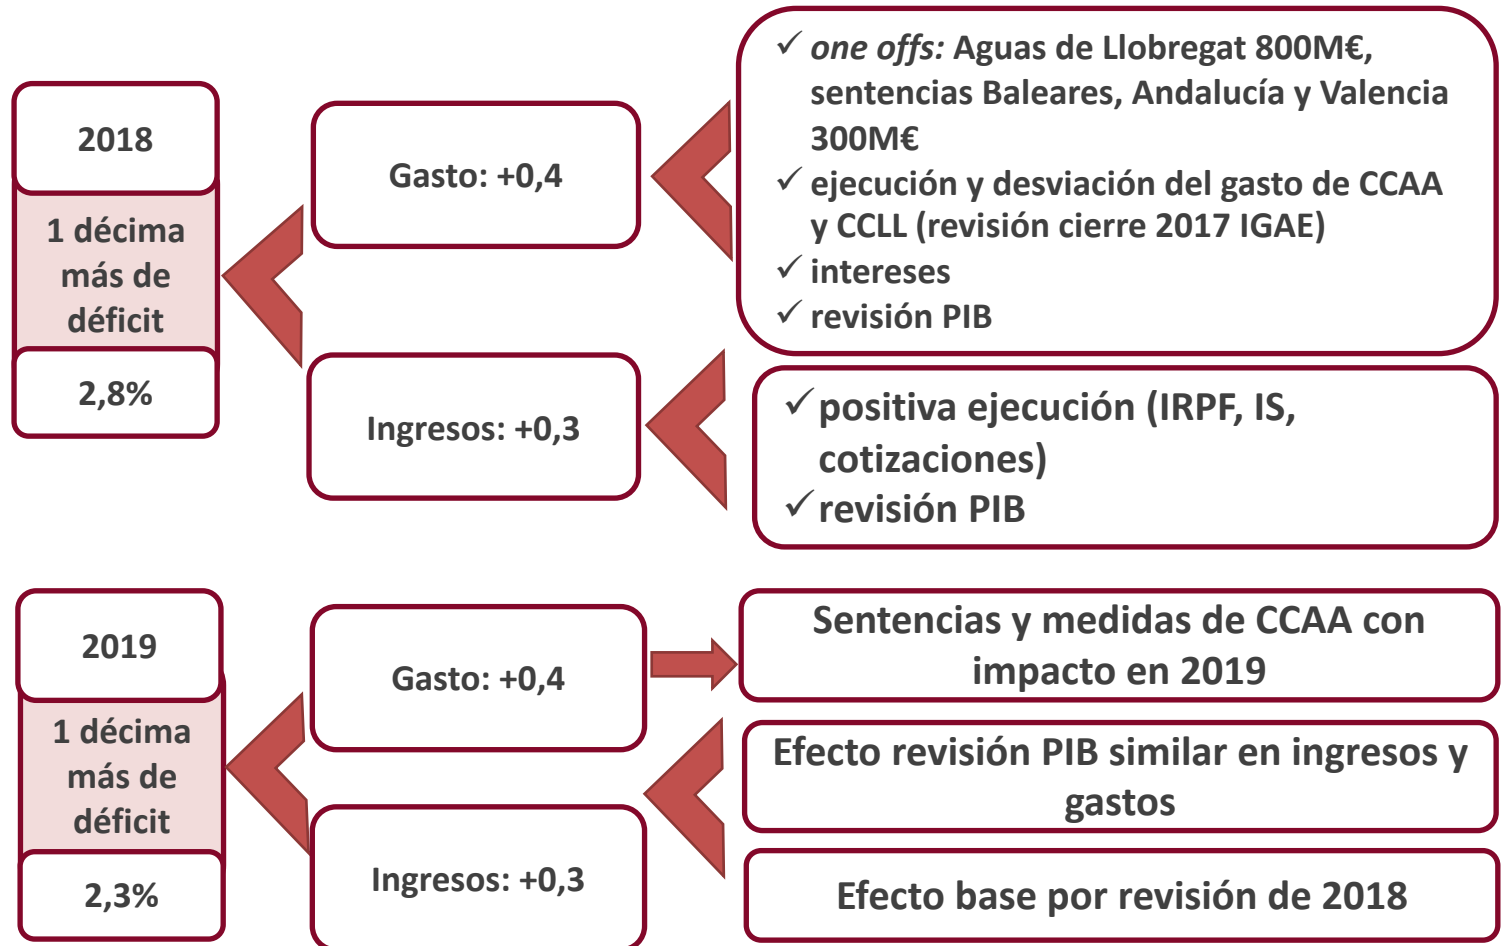 2018
1 décima
más de
déficit
2,8%
Gasto: +0,4
✓ one offs: Aguas de Llobregat 800M€,
sentencias Baleares, Andalucía y Valencia
300M€
✓ ejecución y desviación del gasto de CCAA
y CCLL (revisión cierre 2017 IGAE)
✓ intereses
✓ revisión PIB
Ingresos: +0,3
✓ positiva ejecución (IRPF, IS,
cotizaciones)
✓ revisión PIB
2019
1 décima
más de
déficit
2,3%
Gasto: +0,4
Sentencias y medidas de CCAA con
impacto en 2019
Efecto revisión PIB similar en ingresos y
gastos
Ingresos: +0,3
Efecto base por revisión de 2018